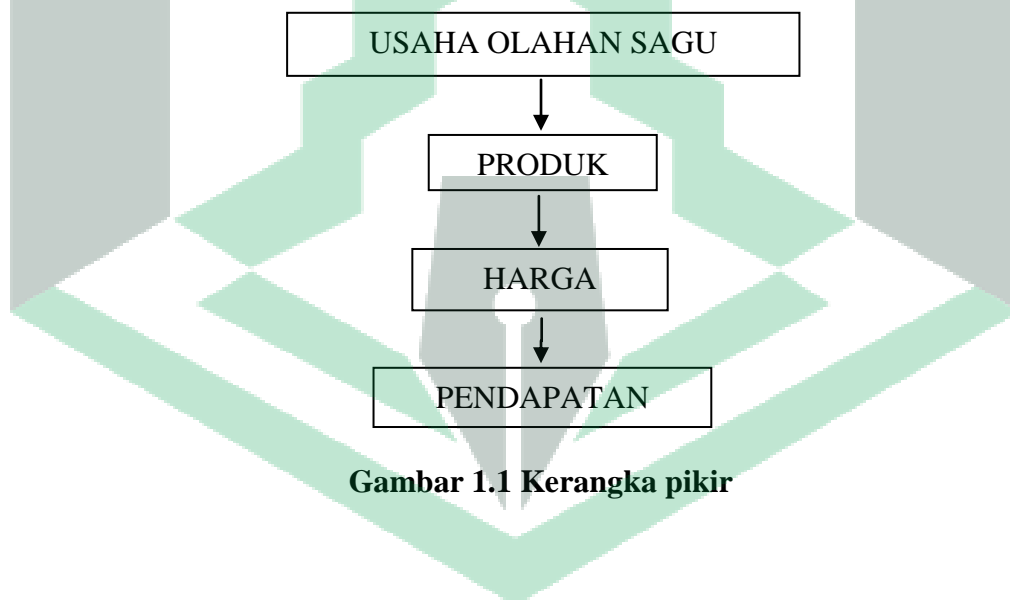 USAHA OLAHAN SAGU
PRODUK
HARGA
PENDAPATAN
Gambar 1.1 Kerangka pikir